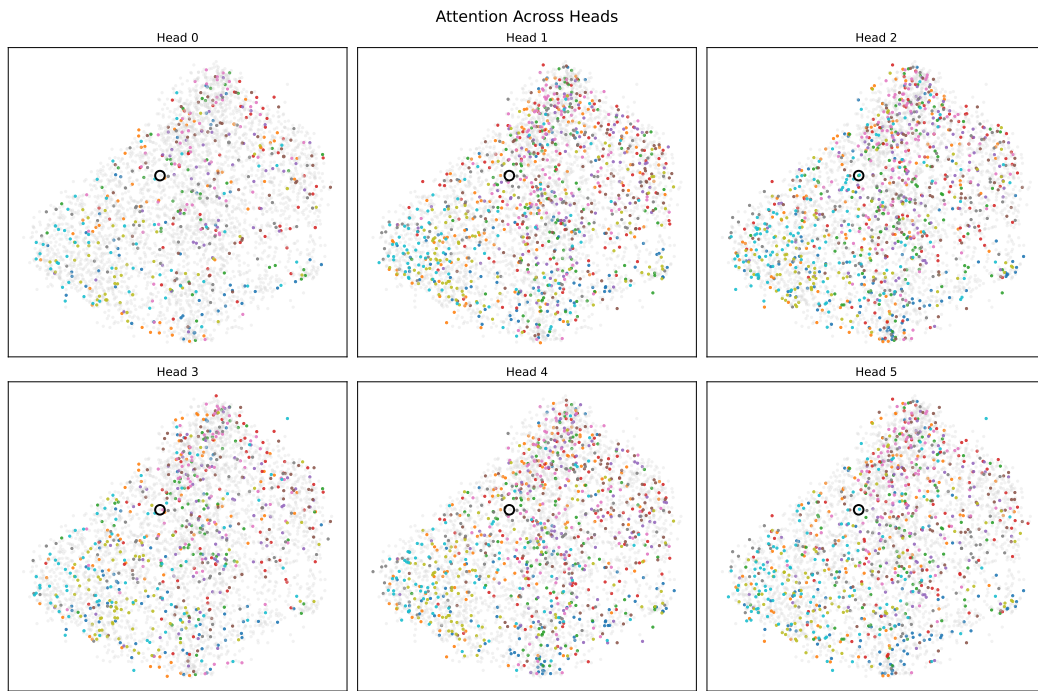 Attention Across Heads
Head 0
Head 1
Head 2
Head 3
Head 4
Head 5